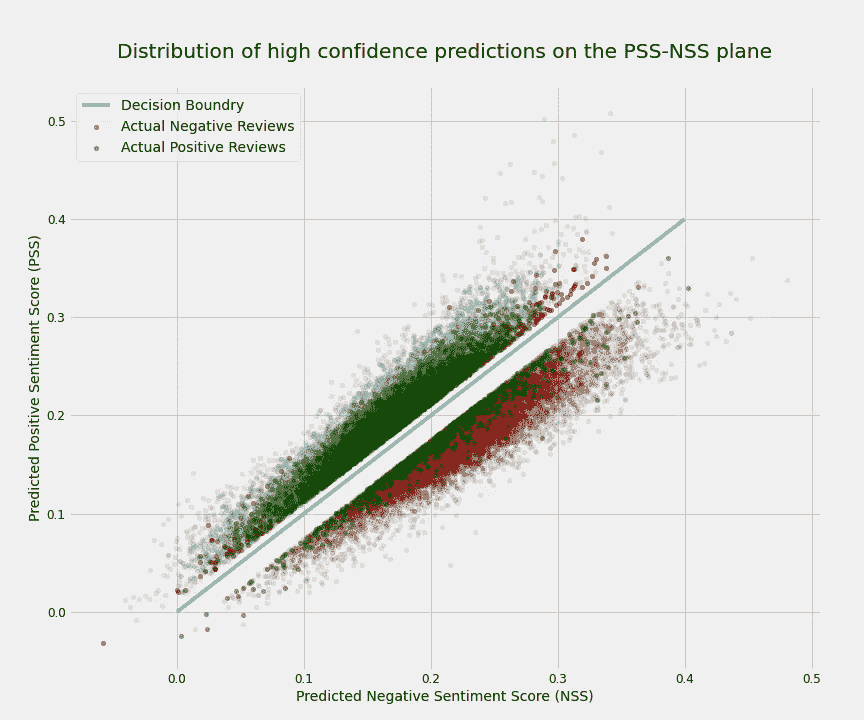 Distribution of high confidence predictions on the PSS-NSS plane
Decision Boundry
Actual Negative Reviews
Actual Positive Reviews
Predicted Positive Sentiment Score (PSS)
0.5
0.4
0.3
0.2
0.1
0.0
0.0 0.1 0.2 0.3 0.4 0.5
Predicted Negative Sentiment Score (NSS)